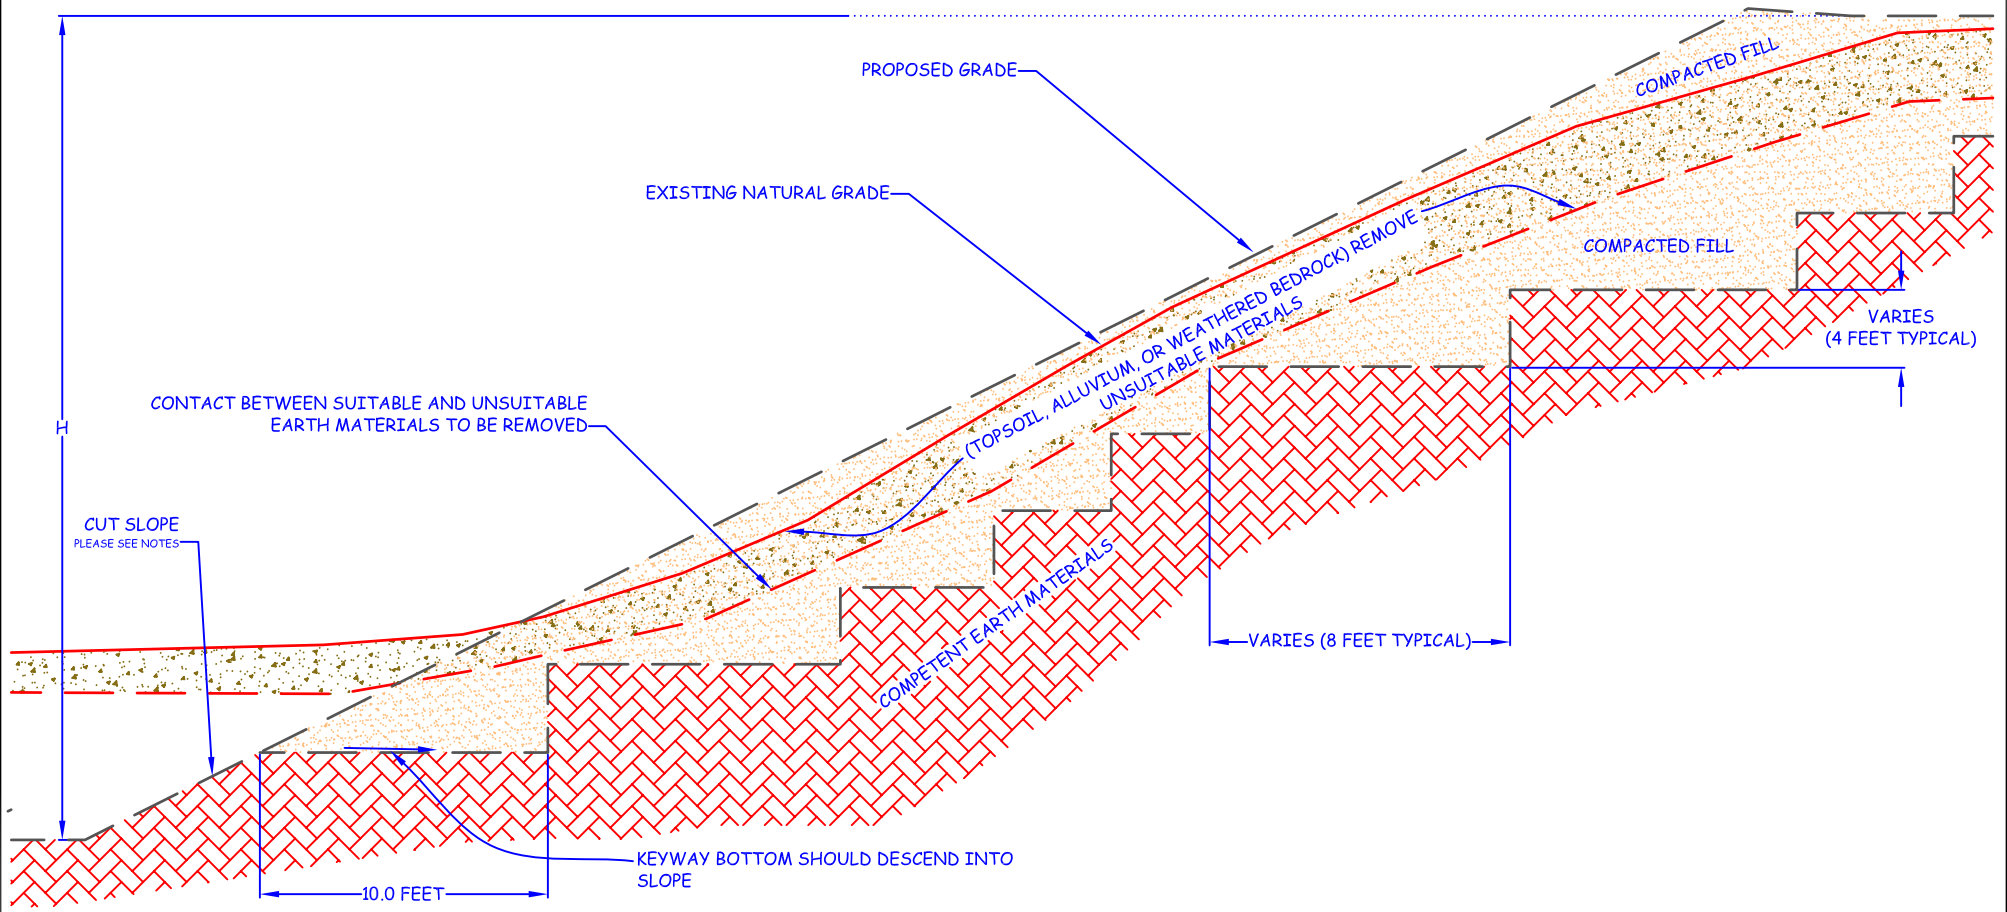 COMPACTED FILL
PROPOSED GRADE
EXISTING NATURAL GRADE
(TOPSOIL, ALLUVIUM, OR WEATHERED BEDROCK) REMOVE
UNSUITABLE MATERIALS
COMPACTED FILL
VARIES
(4 FEET TYPICAL)
CONTACT BETWEEN SUITABLE AND UNSUITABLE
EARTH MATERIALS TO BE REMOVED
H
CUT SLOPE
PLEASE SEE NOTES
COMPETENT EARTH MATERIALS
VARIES (8 FEET TYPICAL)
KEYWAY BOTTOM SHOULD DESCEND INTO
SLOPE
10.0 FEET